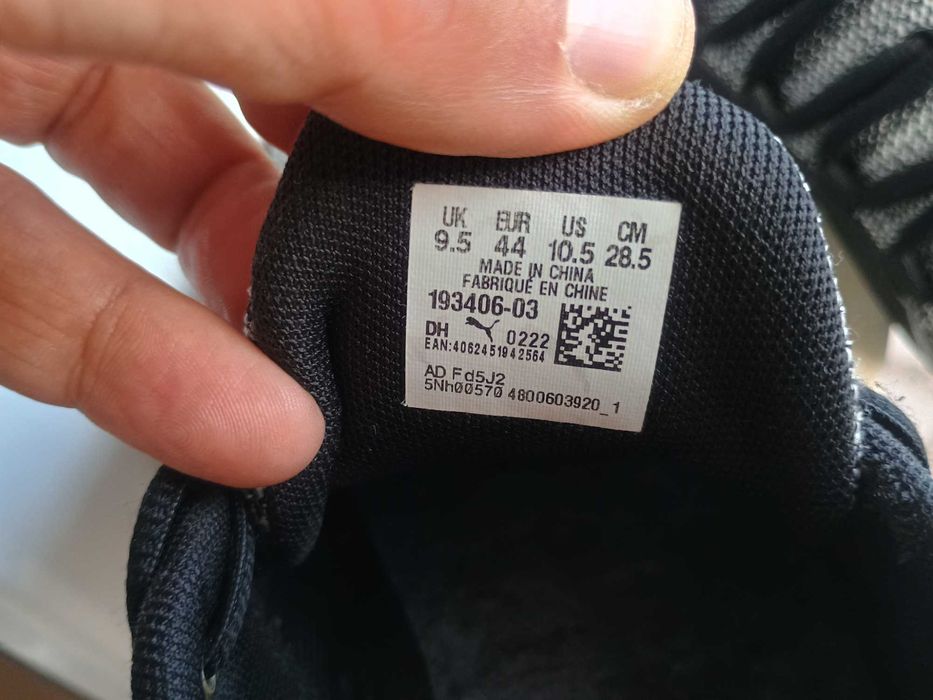 UK EUR US CM
9.5 44 10.5 28.5
MADE IN CHINA
FABRIQUÉ EN CHINE
193406-03
DH 0222
EAN:4062451942564
AD Fd5J2
5Nh00570 4800603920_1